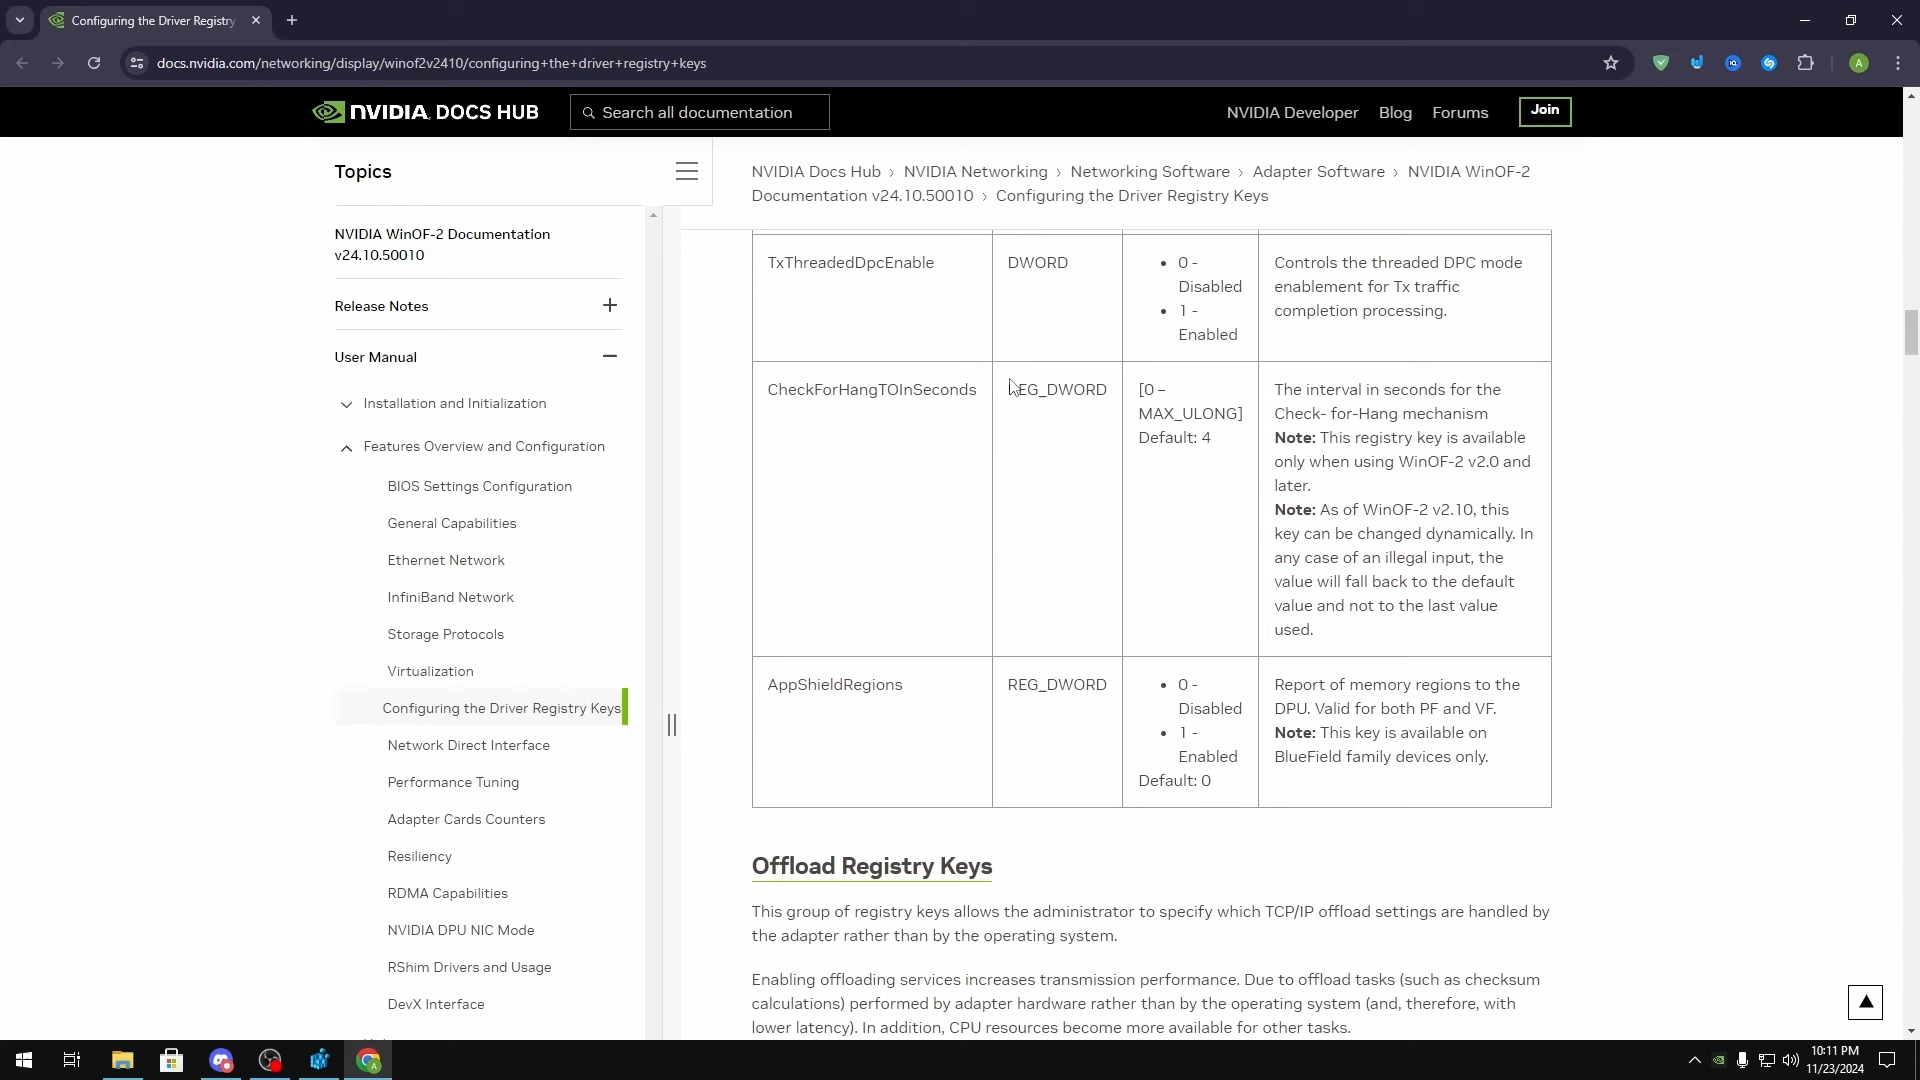 Configuring the Driver Registry
docs.nvidia.com/networking/display/winof2v2410/configuring+the+driver+registry+keys
A
NVIDIA. DOCS HUB
Search all documentation
NVIDIA Developer
Blog
Forums
Join
Topics
NVIDIA WinOF-2 Documentation
v24.10.50010
Release Notes
User Manual
Installation and Initialization
Features Overview and Configuration
BIOS Settings Configuration
General Capabilities
Ethernet Network
InfiniBand Network
Storage Protocols
Virtualization
Configuring the Driver Registry Keys
Network Direct Interface
Performance Tuning
Adapter Cards Counters
Resiliency
RDMA Capabilities
NVIDIA DPU NIC Mode
RShim Drivers and Usage
DevX Interface
NVIDIA Docs Hub › NVIDIA Networking › Networking Software › Adapter Software › NVIDIA WinOF-2
Documentation v24.10.50010 › Configuring the Driver Registry Keys
TxThreadedDpcEnable
DWORD
• 0 -
Disabled
• 1 -
Enabled
Controls the threaded DPC mode
enablement for Tx traffic
completion processing.
CheckForHangTOInSeconds
REG_DWORD
[0 –
MAX_ULONG]
Default: 4
The interval in seconds for the
Check- for-Hang mechanism
Note: This registry key is available
only when using WinOF-2 v2.0 and
later.
Note: As of WinOF-2 v2.10, this
key can be changed dynamically. In
any case of an illegal input, the
value will fall back to the default
value and not to the last value
used.
AppShieldRegions
REG_DWORD
• 0 -
Disabled
• 1 -
Enabled
Default: 0
Report of memory regions to the
DPU. Valid for both PF and VF.
Note: This key is available on
BlueField family devices only.
Offload Registry Keys
This group of registry keys allows the administrator to specify which TCP/IP offload settings are handled by
the adapter rather than by the operating system.
Enabling offloading services increases transmission performance. Due to offload tasks (such as checksum
calculations) performed by adapter hardware rather than by the operating system (and, therefore, with
lower latency). In addition, CPU resources become more available for other tasks.
10:11 PM
11/23/2024